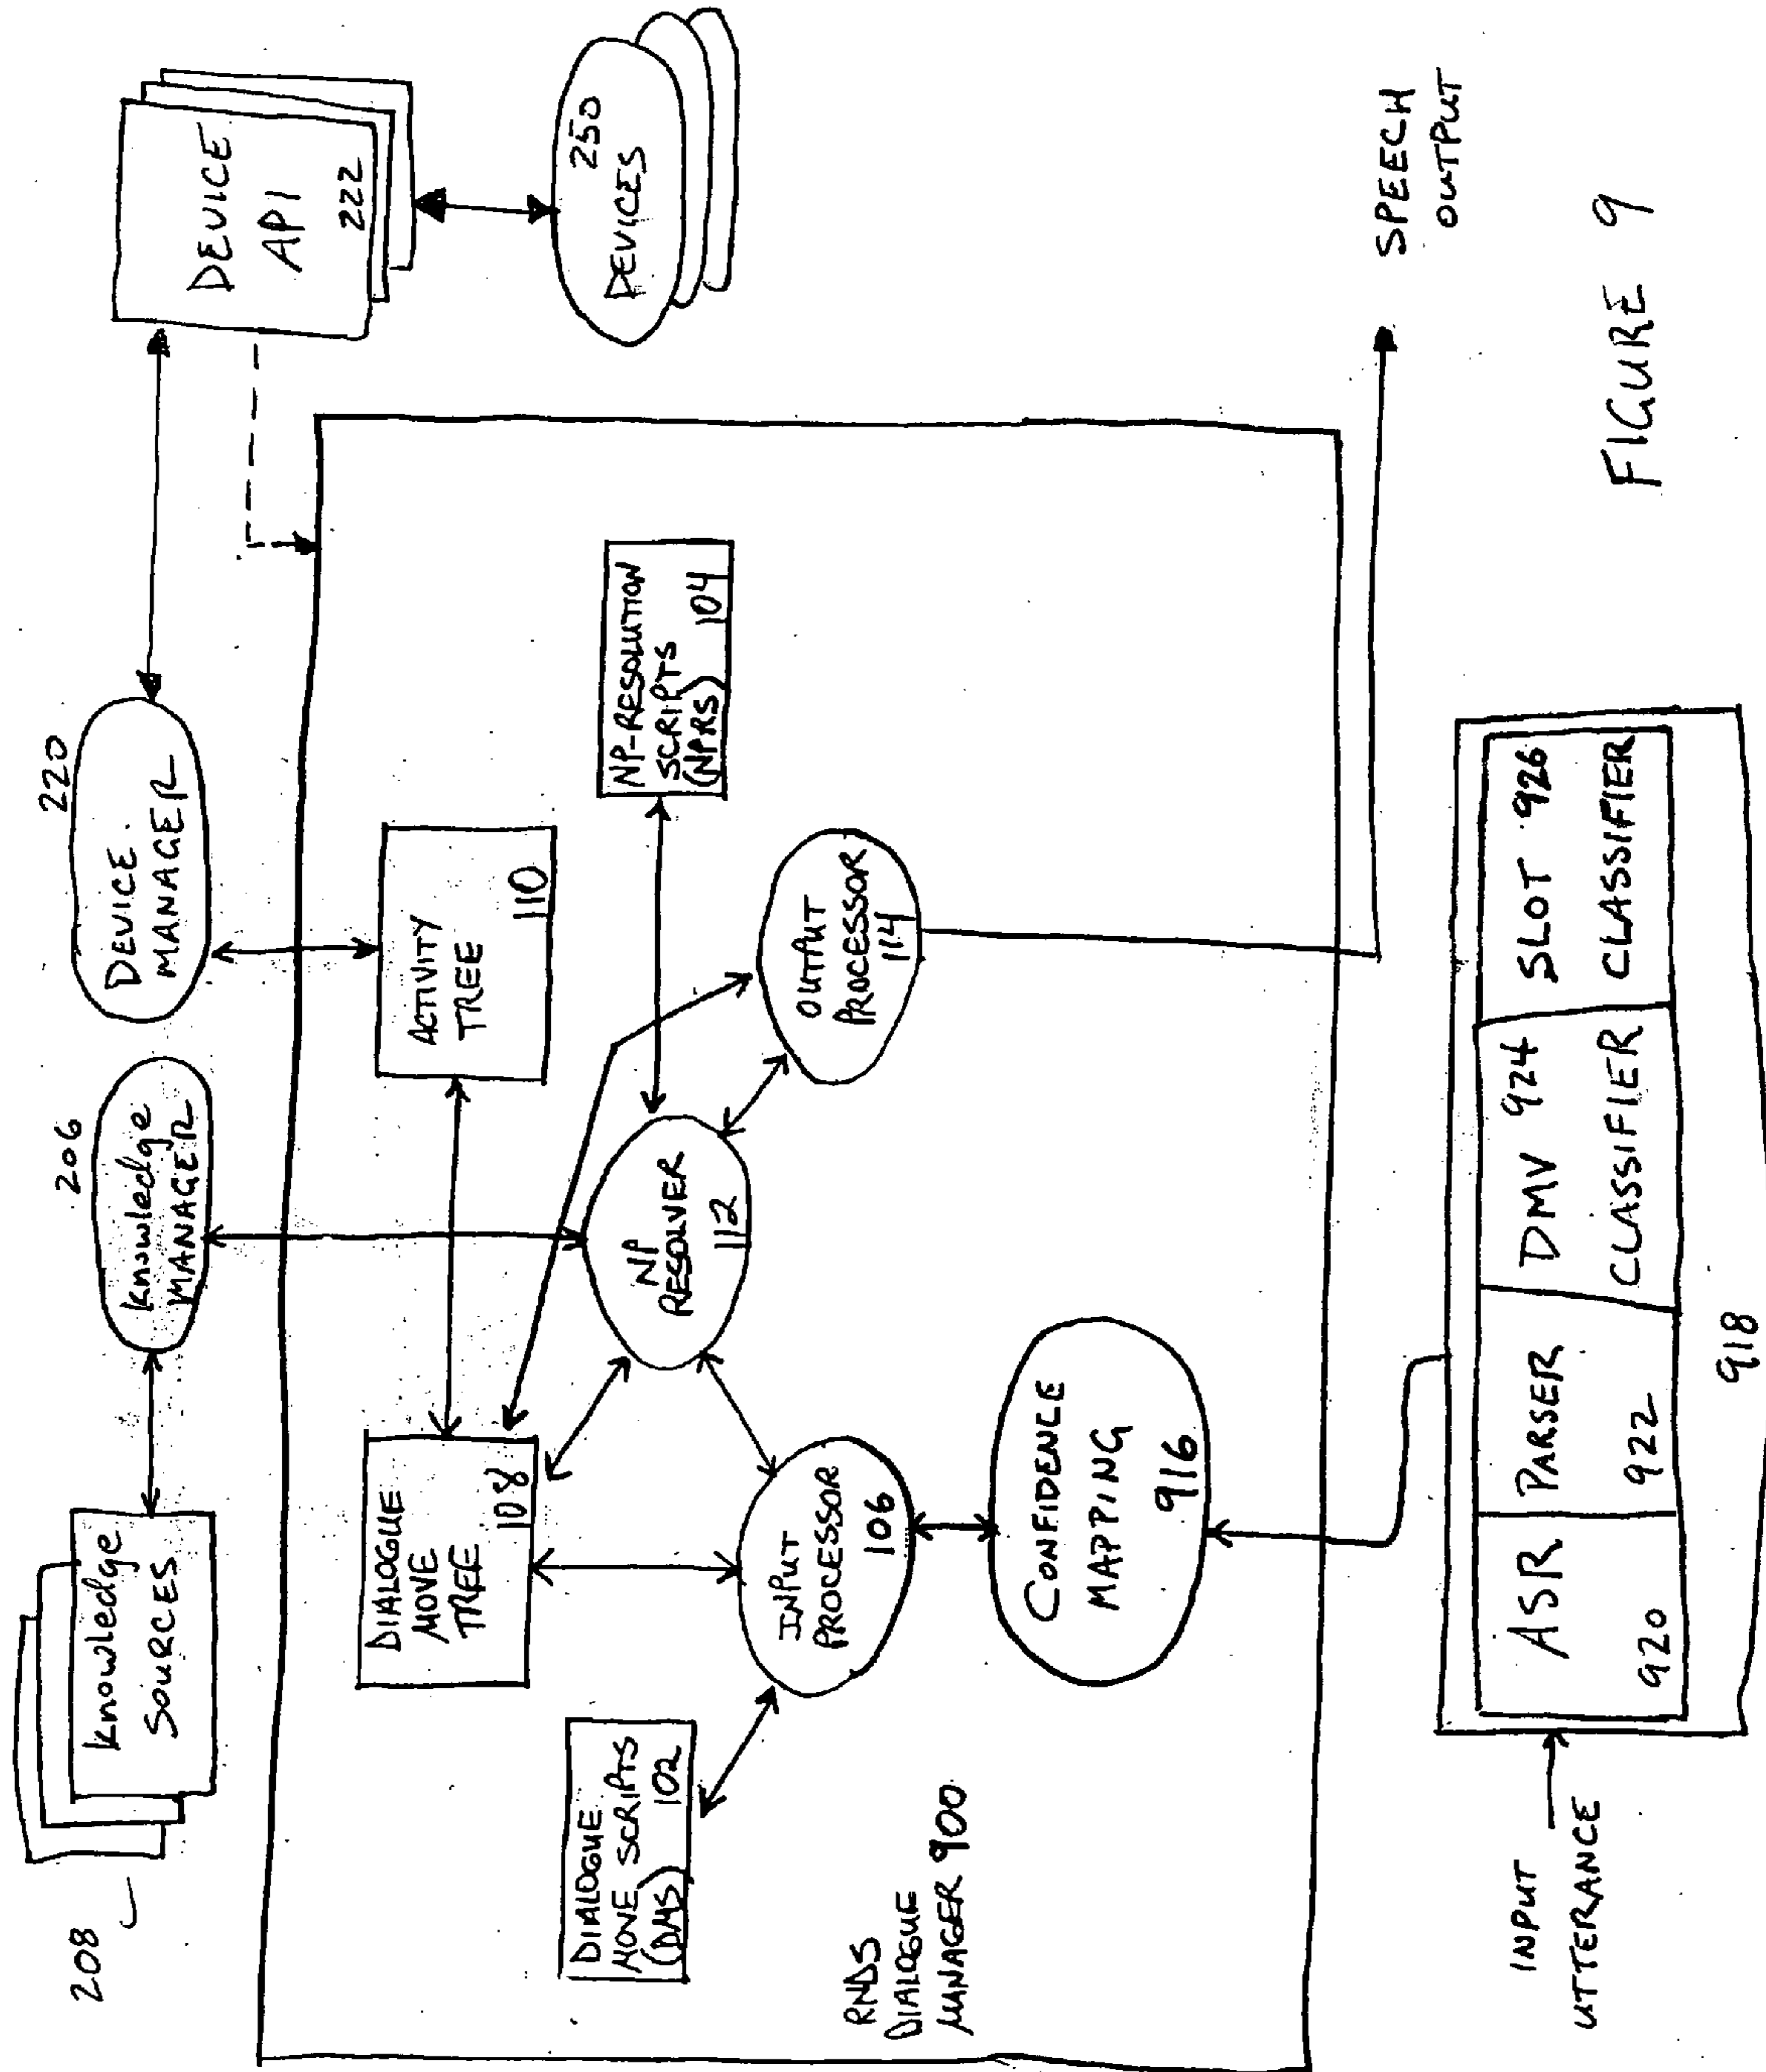 208
Knowledge
SOURCES
206
Knowledge
MANAGER
220
DEVICE
MANAGER
DEVICE
API
222
250
DEVICES
DIALOGUE
MOVE
TREE
108
ACTIVITY
TREE
110
DIALOGUE
MOVE SCRIPTS
(DMS) 102
NP
RESOLVER
112
NP-RESOLUTION
SCRIPTS
(NPRS) 104
INPUT
PROCESSOR
106
OUTPUT
PROCESSOR
114
RNDS
DIALOGUE
MANAGER 900
CONFIDENCE
MAPPING
916
SPEECH
OUTPUT
INPUT
UTTERANCE
ASR
920
PARSER
922
DMV 924
CLASSIFIER
SLOT 926
CLASSIFIER
918
FIGURE 9